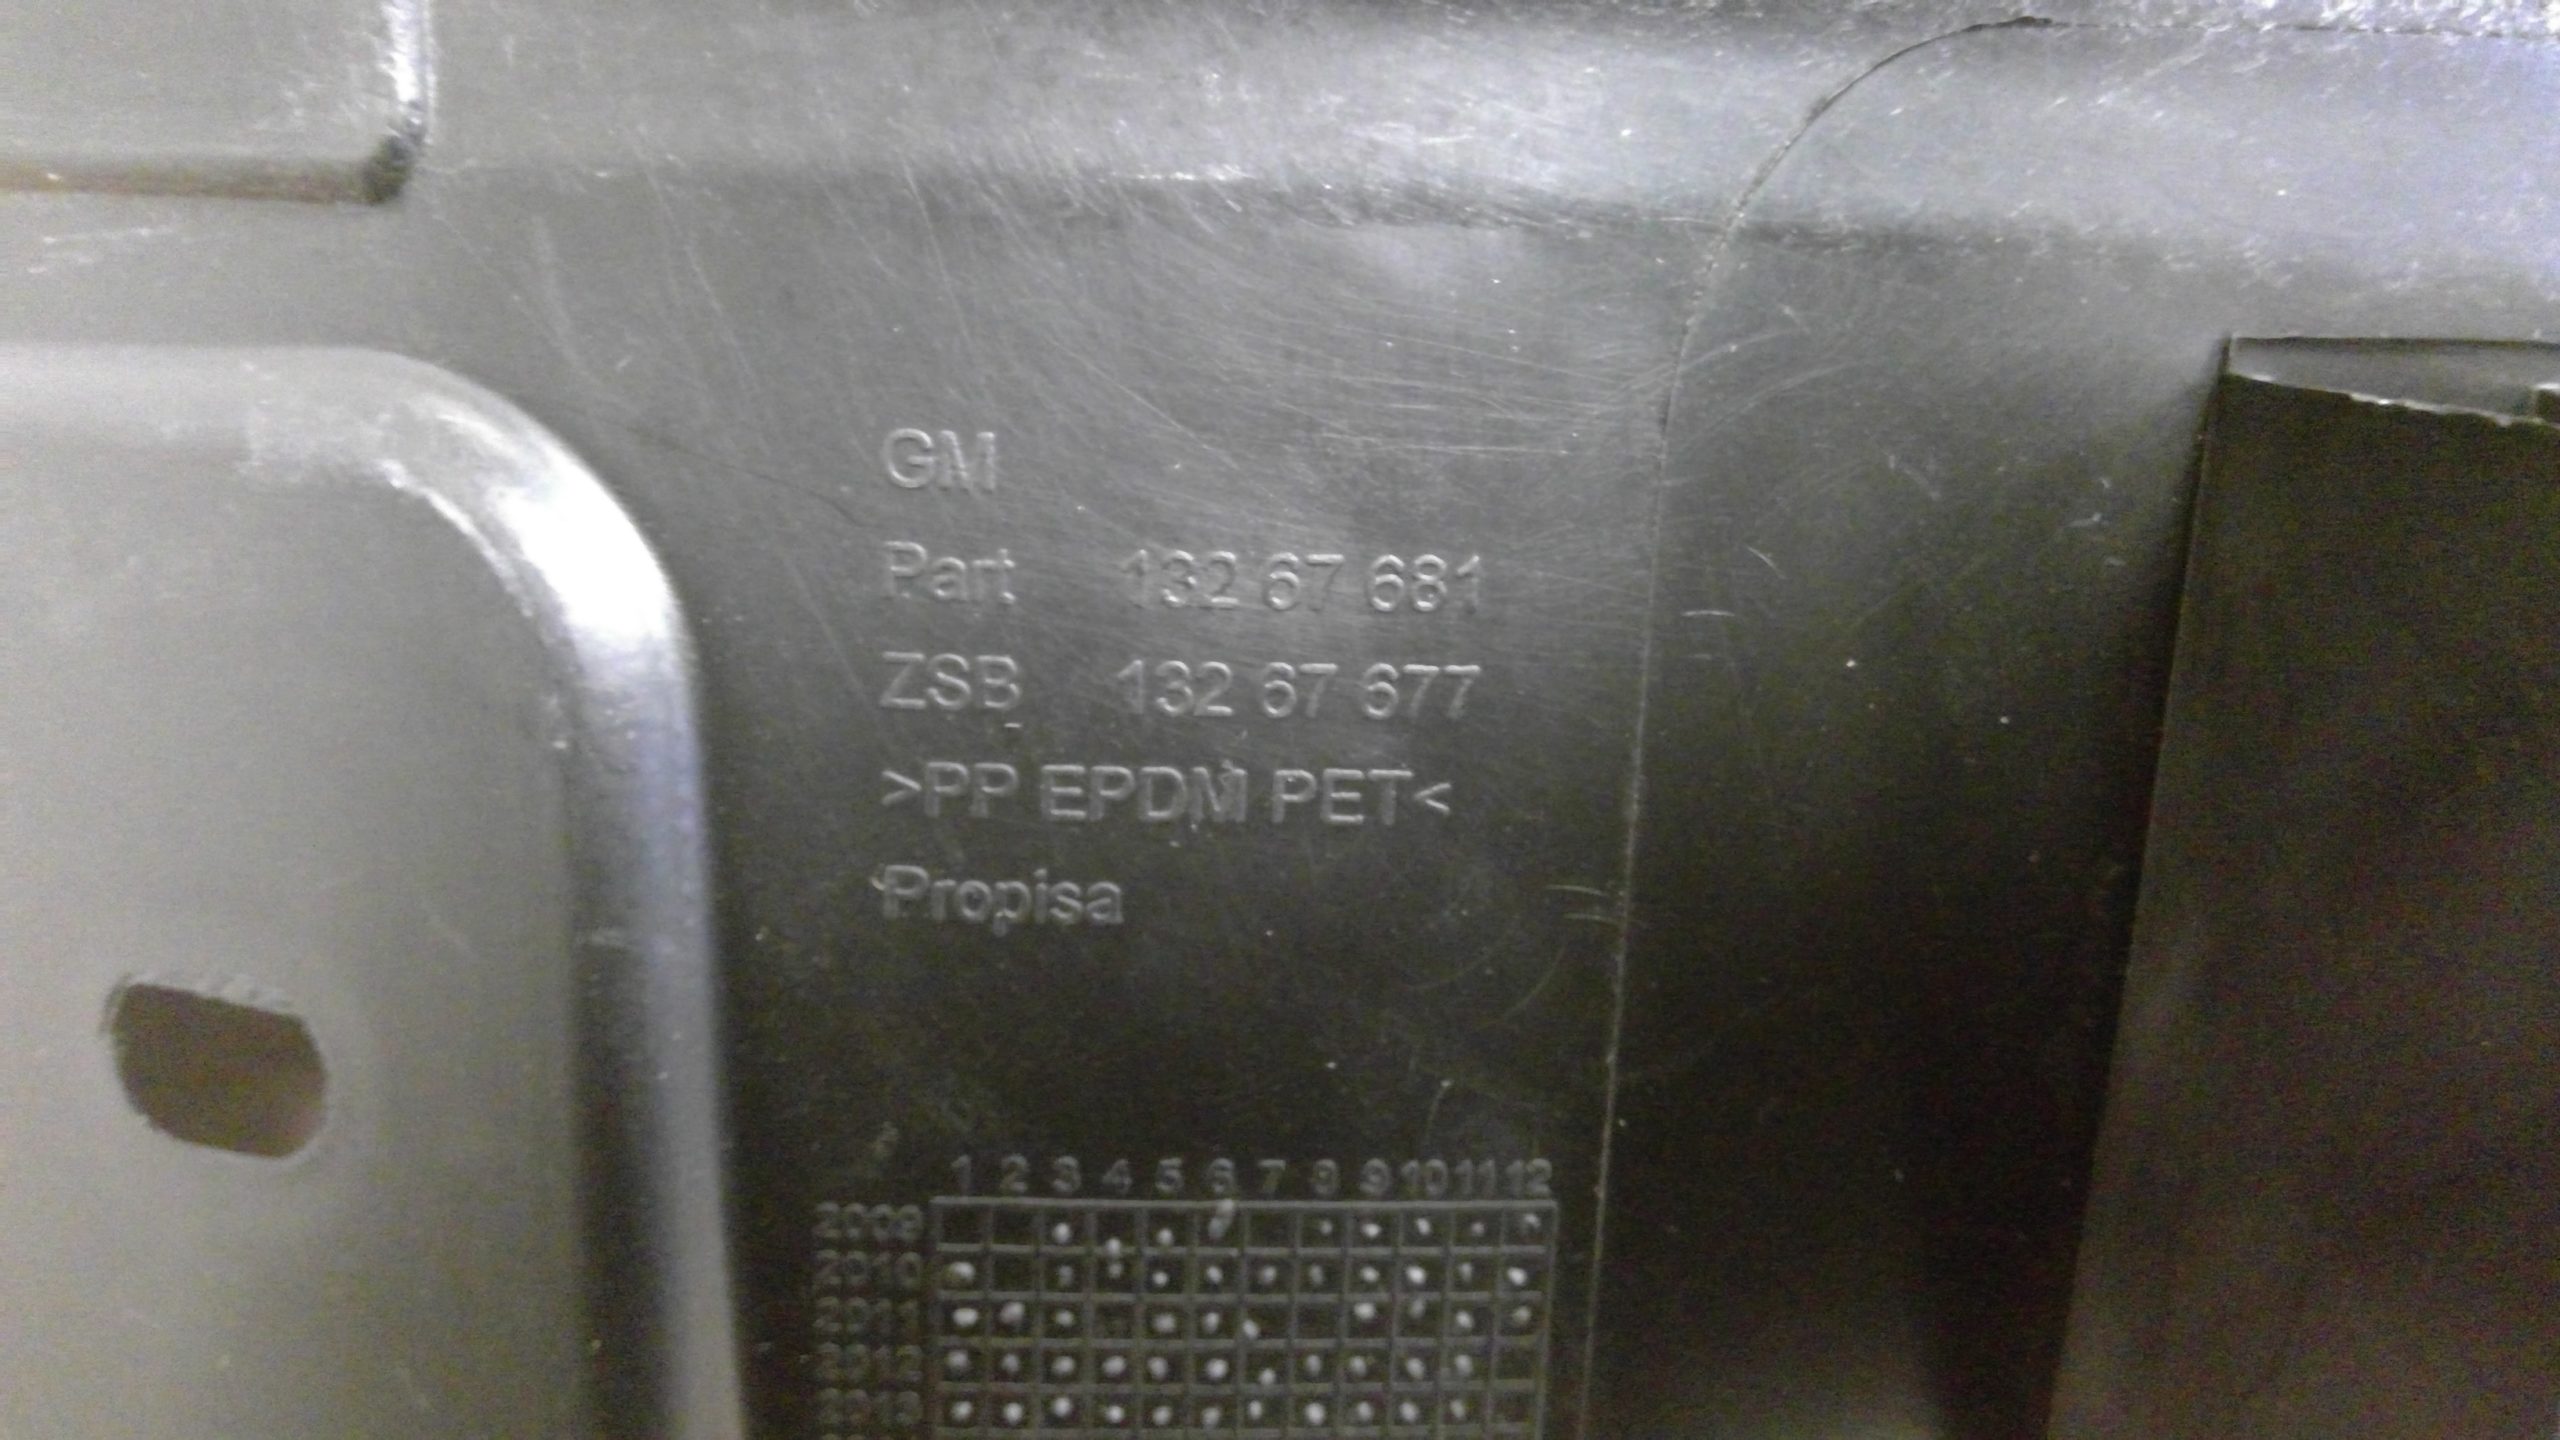 GM
Part 132 67 681
ZSB 132 67 677
>PP EPDM PET<
Propisa
1 2 3 4 5 6 7 8 9 10 11 12
2009
2010
2011
2012
2013